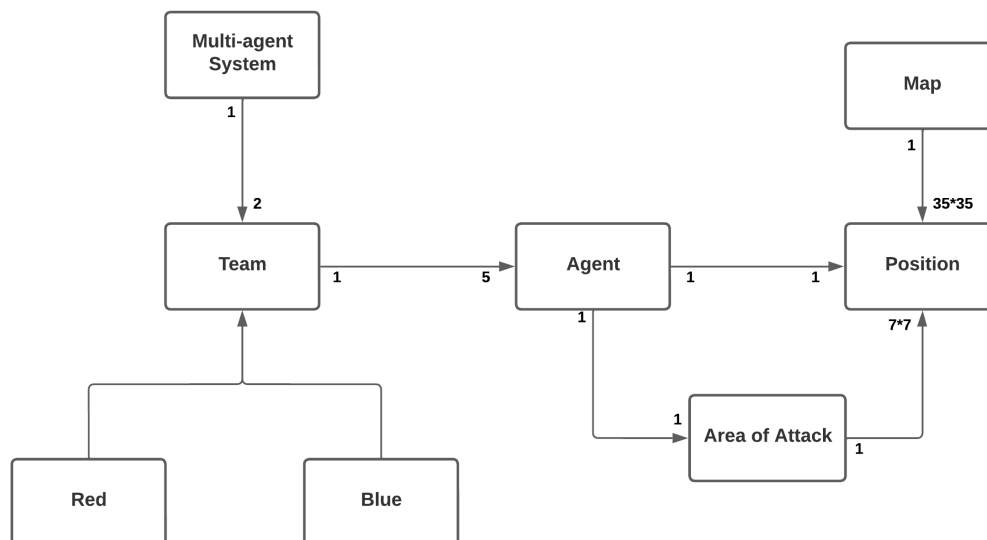 Multi-agent
System
Map
1
1
2
35*35
Team
Agent
Position
1
5
1
1
1
7*7
1
Area of Attack
1
Red
Blue